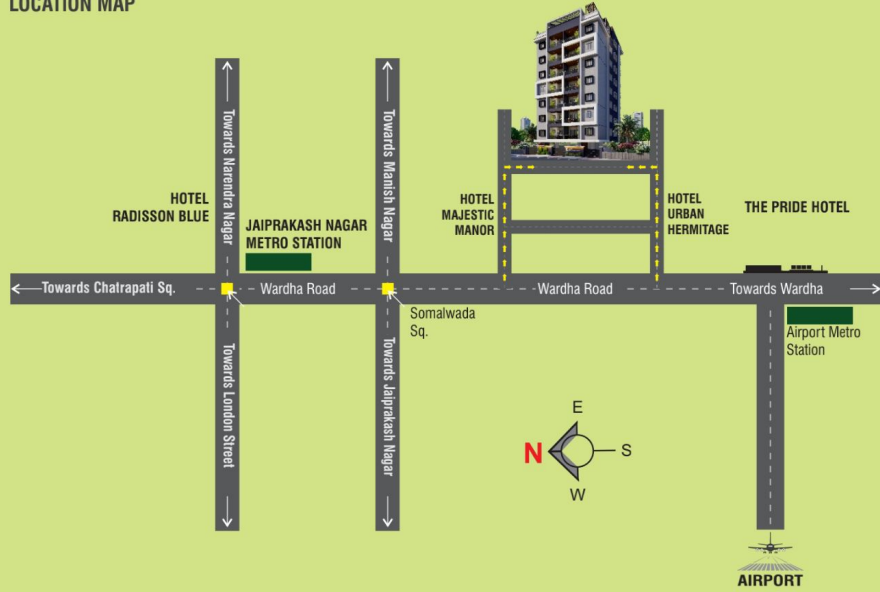 LOCATION MAP
Towards Narendra Nagar
Towards Manish Nagar
HOTEL
RADISSON BLUE
JAIPRAKASH NAGAR
METRO STATION
HOTEL
MAJESTIC
MANOR
HOTEL
URBAN
HERMITAGE
THE PRIDE HOTEL
Towards Chatrapati Sq.
Wardha Road
Wardha Road
Towards Wardha
Somalwada
Sq.
Airport Metro
Station
Towards London Street
Towards Jaiprakash Nagar
E
N
S
W
AIRPORT